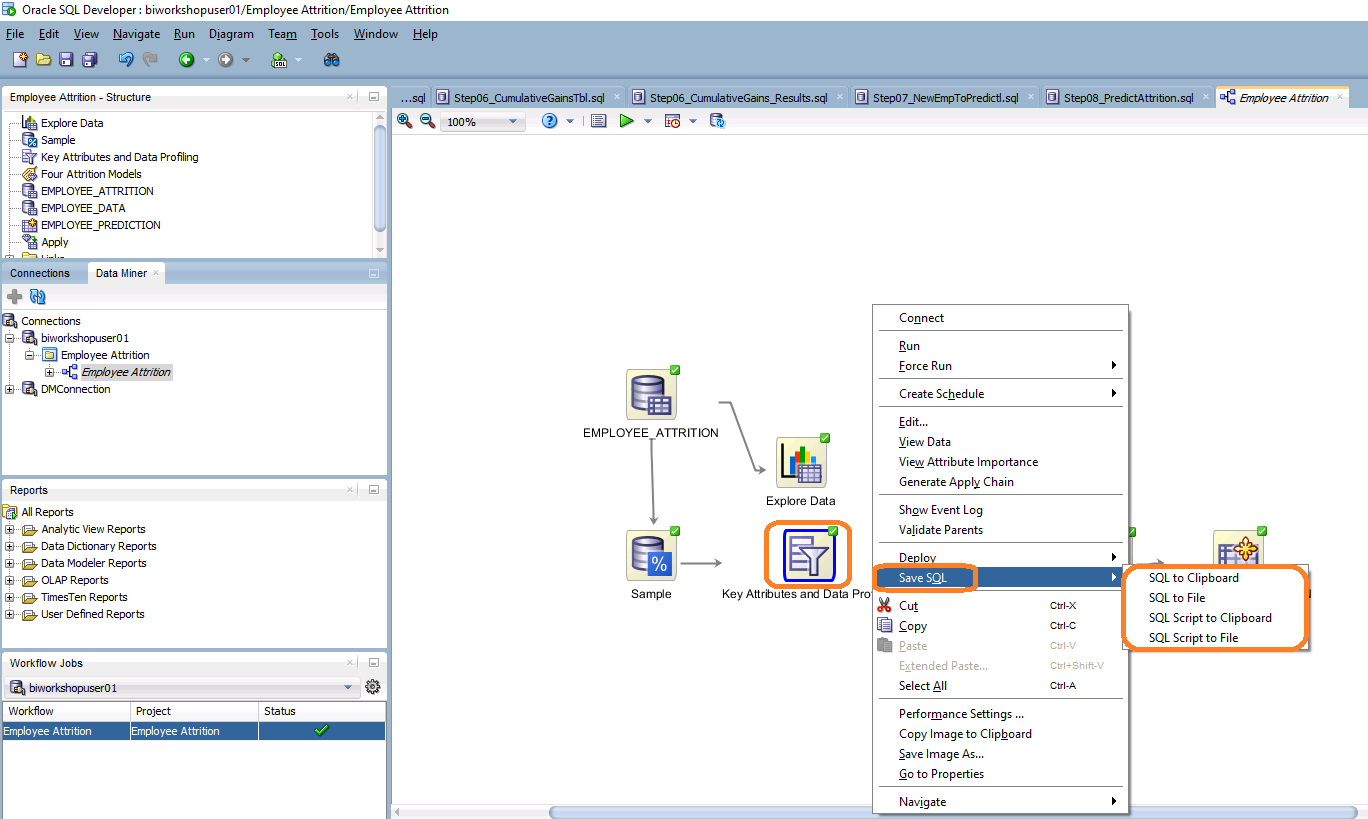 Oracle SQL Developer : biworkshopuser01/Employee Attrition/Employee Attrition
File Edit View Navigate Run Diagram Team Tools Window Help
Employee Attrition - Structure
Explore Data
Sample
Key Attributes and Data Profiling
Four Attrition Models
EMPLOYEE_ATTRITION
EMPLOYEE_DATA
EMPLOYEE_PREDICTION
Apply
Links
Connections Data Miner
Connections
biworkshopuser01
Employee Attrition
Employee Attrition
DMConnection
Reports
All Reports
Analytic View Reports
Data Dictionary Reports
Data Modeler Reports
OLAP Reports
TimesTen Reports
User Defined Reports
Workflow Jobs
biworkshopuser01
Workflow Project Status
Employee Attrition Employee Attrition
...sql Step06_CumulativeGainsTbl.sql Step06_CumulativeGains_Results.sql Step07_NewEmpToPredictl.sql Step08_PredictAttrition.sql Employee Attrition
100%
EMPLOYEE_ATTRITION
Explore Data
Sample
%
Key Attributes and Data Pro
Connect
Run
Force Run
Create Schedule
Edit...
View Data
View Attribute Importance
Generate Apply Chain
Show Event Log
Validate Parents
Deploy
Save SQL
Cut Ctrl-X
Copy Ctrl-C
Paste Ctrl-V
Extended Paste... Ctrl+Shift-V
Select All Ctrl-A
Performance Settings ...
Copy Image to Clipboard
Save Image As...
Go to Properties
Navigate
SQL to Clipboard
SQL to File
SQL Script to Clipboard
SQL Script to File